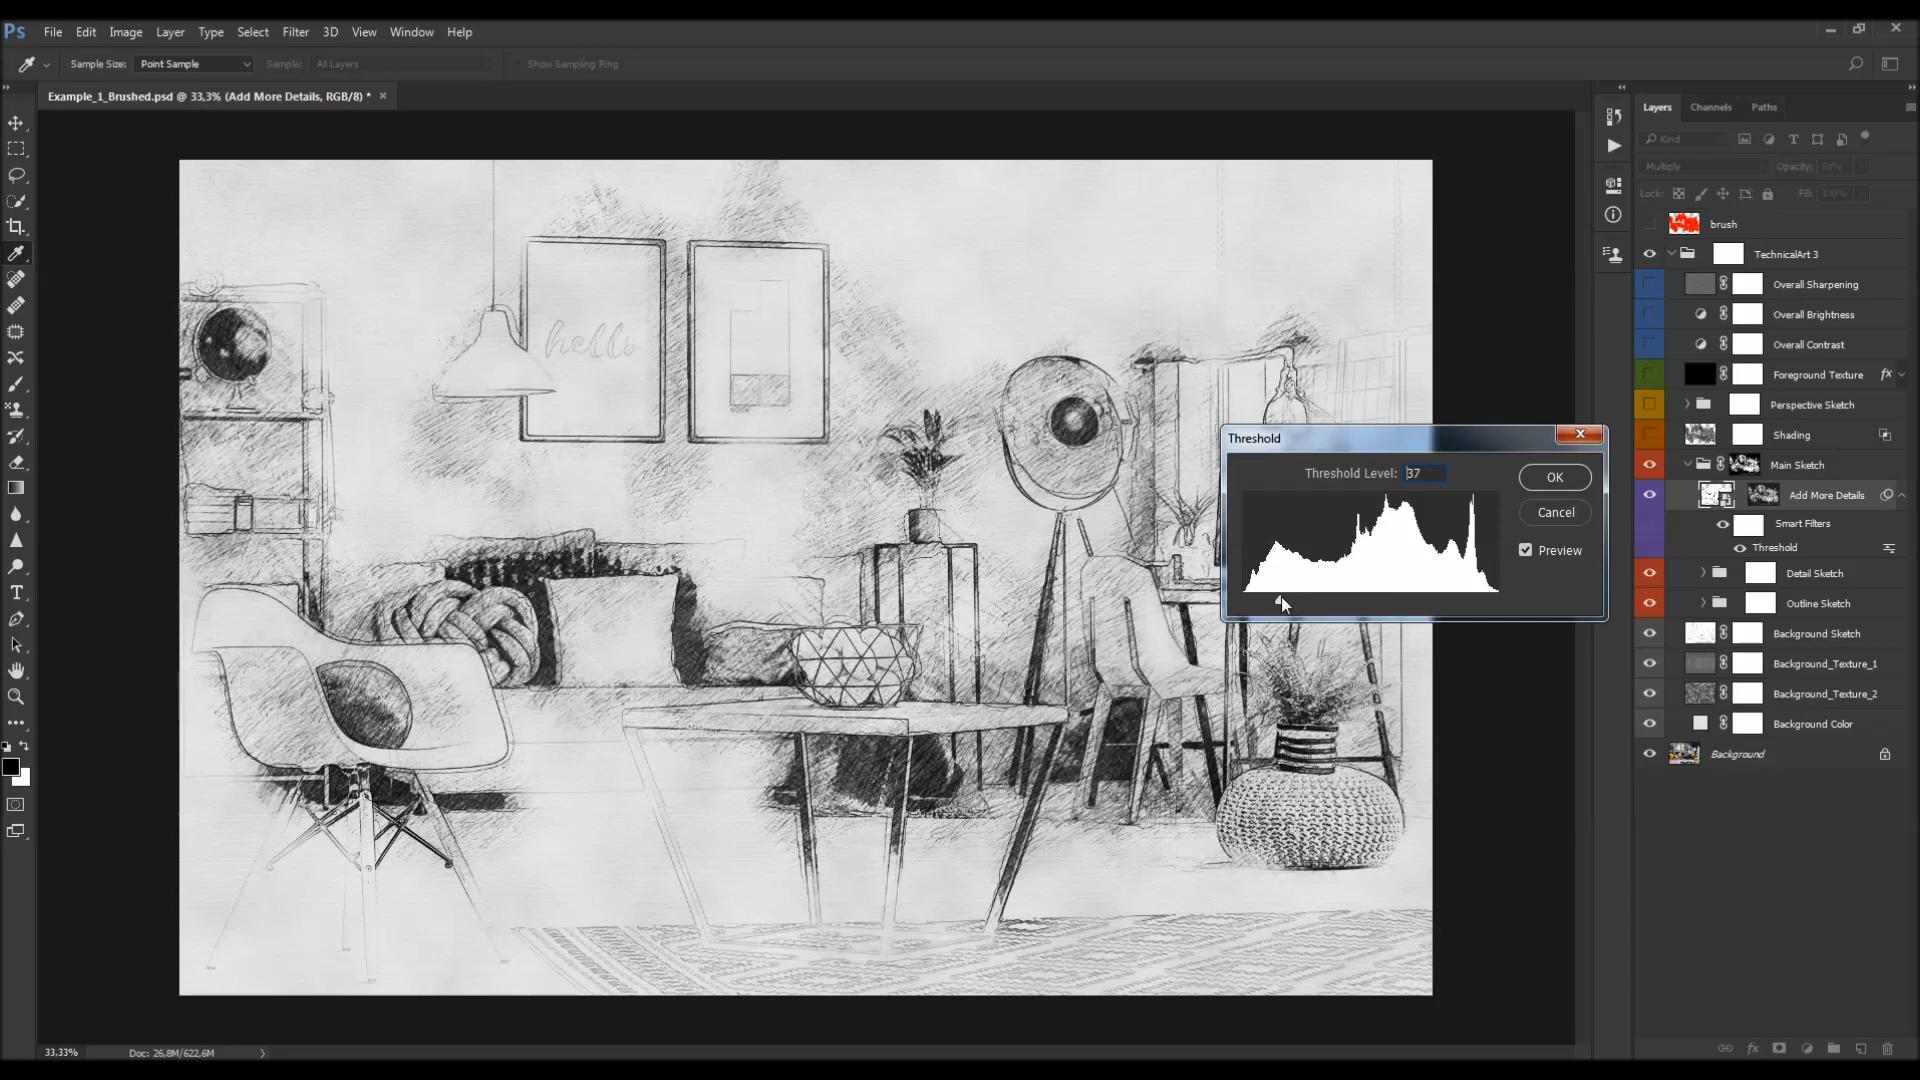 Ps File Edit Image Layer Type Select Filter 3D View Window Help
Sample Size: Point Sample Sample: All Layers Show Sampling Ring
Example_1_Brushed.psd @ 33,3% (Add More Details, RGB/8) *
Layers Channels Paths
Kind
Multiply Opacity: 50%
Lock: Fill: 100%
brush
TechnicalArt 3
Overall Sharpening
Overall Brightness
Overall Contrast
Foreground Texture fx
Perspective Sketch
Shading
Main Sketch
Add More Details
Smart Filters
Threshold
Detail Sketch
Outline Sketch
Background Sketch
Background_Texture_1
Background_Texture_2
Background Color
Background
hello
Threshold
Threshold Level: 37
OK
Cancel
Preview
33,33% Doc: 26,8M/622,6M